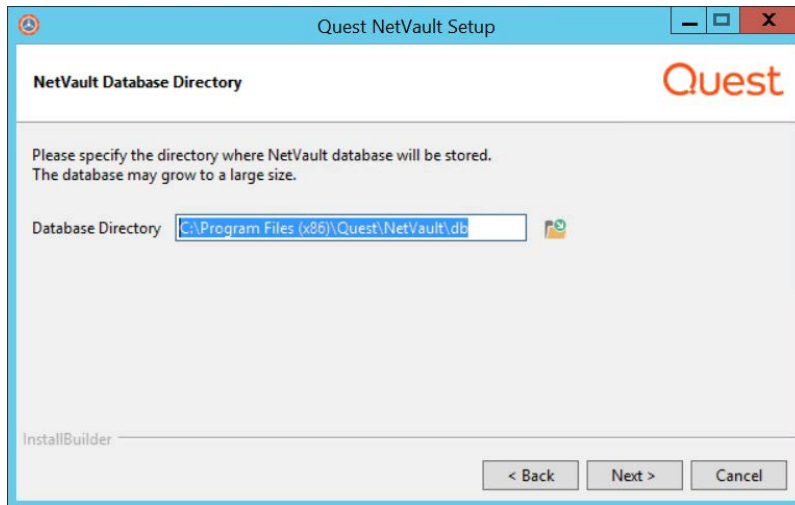 Quest NetVault Setup
NetVault Database Directory
Quest
Please specify the directory where NetVault database will be stored.
The database may grow to a large size.
Database Directory C:\Program Files (x86)\Quest\NetVault\db
InstallBuilder
< Back Next > Cancel